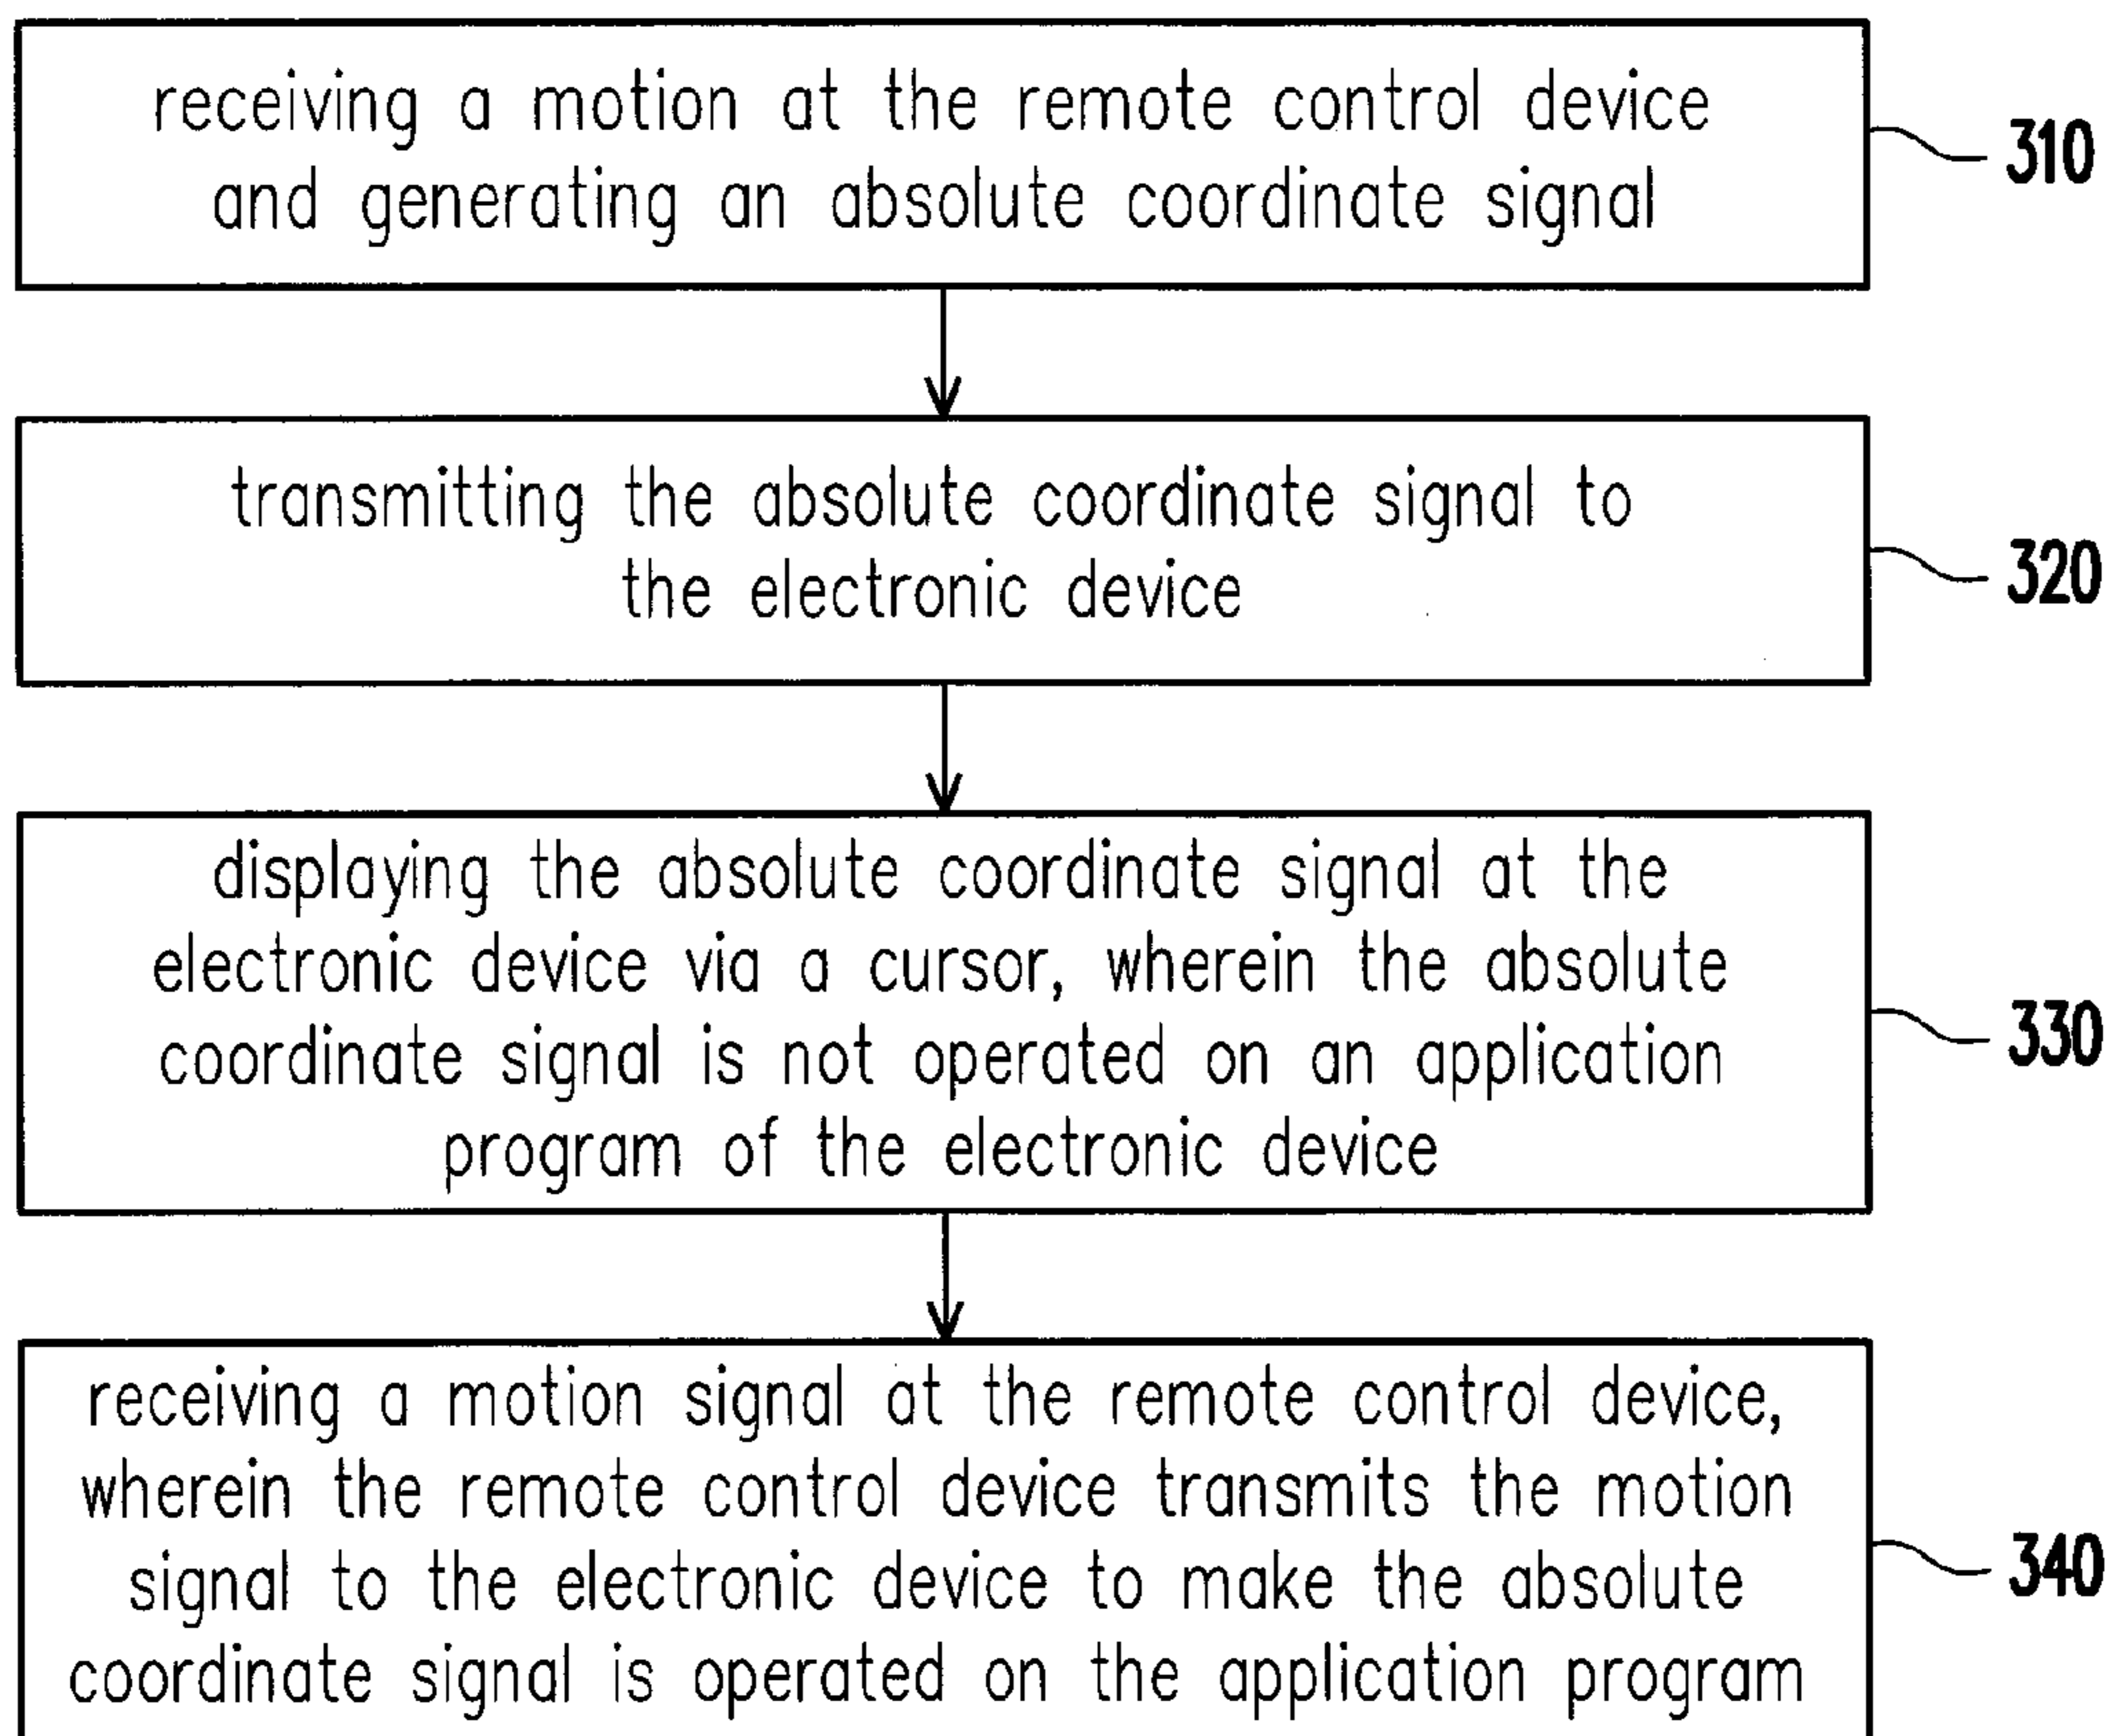 receiving a motion at the remote control device
and generating an absolute coordinate signal
310
transmitting the absolute coordinate signal to
the electronic device
320
displaying the absolute coordinate signal at the
electronic device via a cursor, wherein the absolute
coordinate signal is not operated on an application
program of the electronic device
330
receiving a motion signal at the remote control device,
wherein the remote control device transmits the motion
signal to the electronic device to make the absolute
coordinate signal is operated on the application program
340